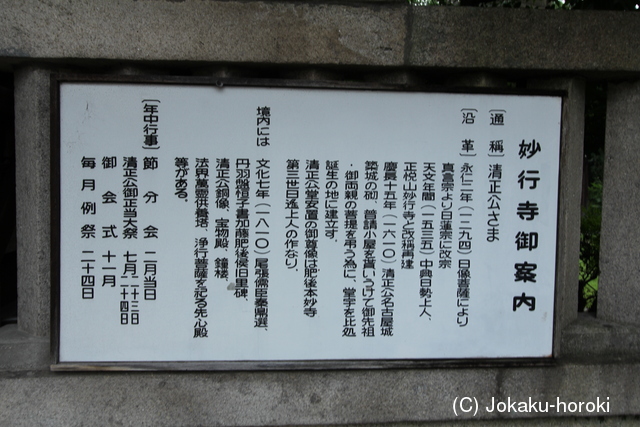 妙行寺御案内
〔通称〕清正公さま
〔沿革〕永仁二年(一二九四)日像菩薩により
真言宗より日蓮宗に改宗
天文年間(一五三五)中興日勢上人、
正悦山妙行寺と改称再建
慶長十五年(一六一〇)清正公名古屋城
築城の砌、普請小屋を貰いうけて御先祖
・御両親の菩提を弔う為に、堂宇を比処
誕生の地に建立す。
清正公堂安置の御尊像は肥後本妙寺
第三世日遙上人の作なり。
境内には 文化七年(一八一〇)尾張儒臣秦鼎選、
丹羽盤桓子書加藤肥後侯旧里碑、
清正公銅像、宝物殿、鐘楼、
法界萬霊供養塔、浄行菩薩を祀る先心殿
等がある。
〔年中行事〕節分会 二月当日
清正公御正当大祭 七月二十三日 二十四日
御会式 十一月
毎月例祭 二十四日
(C) Jokaku-horoki